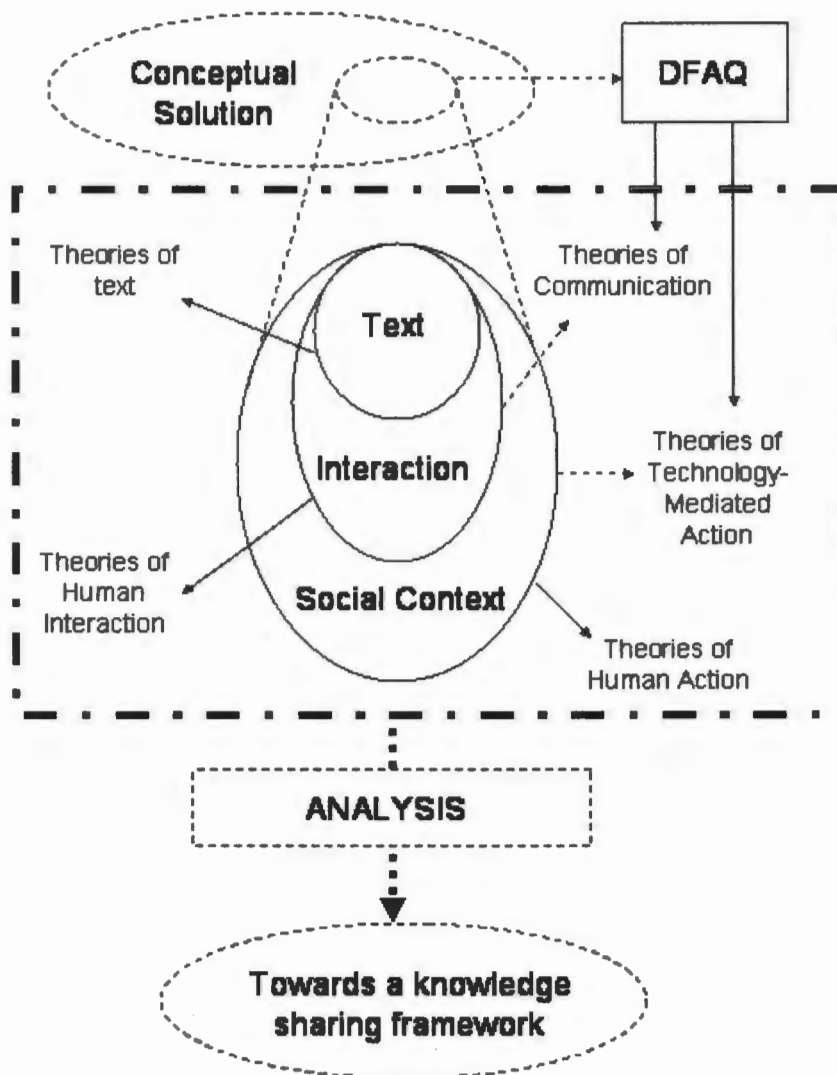 Conceptual
Solution
DFAQ
Theories of
text
Theories of
Communication
Text
Interaction
Theories of
Technology-
Mediated
Action
Theories of
Human
Interaction
Social Context
Theories of
Human Action
ANALYSIS
Towards a knowledge
sharing framework